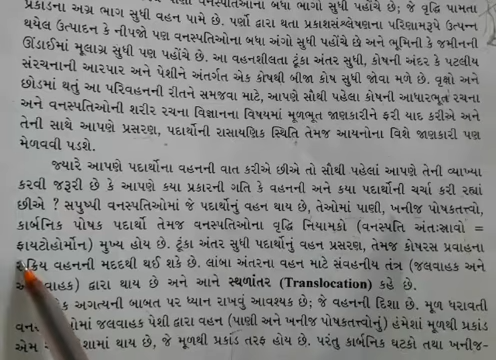 પ્રકાંડના અગ્ર ભાગ સુધી વહન પામે છે. પર્ણો દ્વારા થતા પ્રકાશસંશ્લેષણના પરિણામરૂપે ઉત્પન્ન
થયેલ ઉત્પાદન કે નીપજો પણ વનસ્પતિઓના બધા અંગો સુધી પહોંચે છે અને ભૂમિની કે જમીનની
ઊંડાઈમાં મૂલાગ્ર સુધી પણ પહોંચે છે. આ વહનશીલતા ટૂંકા અંતર સુધી, કોષની અંદર કે પટલીય
સંરચનાની આરપાર અને પેશીને અંતર્ગત એક કોષથી બીજા કોષ સુધી જોવા મળે છે. વૃક્ષો અને
છોડમાં થતું આ પરિવહનની રીતને સમજવા માટે, આપણે સૌથી પહેલા કોષની આધારભૂત રચના
અને વનસ્પતિઓની શરીર રચના વિજ્ઞાનના વિષયમાં મૂળભૂત જાણકારીને ફરી યાદ કરીએ અને
તેની સાથે આપણે પ્રસરણ, પદાર્થોની રાસાયણિક સ્થિતિ તેમજ આયનોના વિશે જાણકારી પણ
મેળવવી પડશે.
જ્યારે આપણે પદાર્થોના વહનની વાત કરીએ છીએ તો સૌથી પહેલાં આપણે તેની વ્યાખ્યા
કરવી જરૂરી છે કે આપણે કયા પ્રકારની ગતિ કે વહનની અને કયા પદાર્થોની ચર્ચા કરી રહ્યાં
છીએ ? સપુષ્પી વનસ્પતિઓમાં જે પદાર્થોનું વહન થાય છે, તેઓમાં પાણી, ખનીજ પોષકતત્ત્વો,
કાર્બનિક પોષક પદાર્થો તેમજ વનસ્પતિઓના વૃદ્ધિ નિયામકો (વનસ્પતિ અંતઃસ્રાવો =
ફાયટોહોર્મોન) મુખ્ય હોય છે. ટૂંકા અંતર સુધી પદાર્થોનું વહન પ્રસરણ, તેમજ કોષરસ પ્રવાહના
વહનની મદદથી થઈ શકે છે. લાંબા અંતરના વહન માટે સંવહનીય તંત્ર (જલવાહક અને
દ્વારા થાય છે અને આને સ્થળાંતર (Translocation) કહે છે.
અગત્યની બાબત પર ધ્યાન રાખવું આવશ્યક છે; જે વહનની દિશા છે. મૂળ ધરાવતી
જલવાહક પેશી દ્વારા વહન (પાણી અને ખનીજ પોષકતત્ત્વોનું) હંમેશાં મૂળથી પ્રકાંડ
થાય છે, જે મૂળથી પ્રકાંડ તરફ હોય છે. પરંતુ કાર્બનિક ઘટકો તથા ખનીજ-